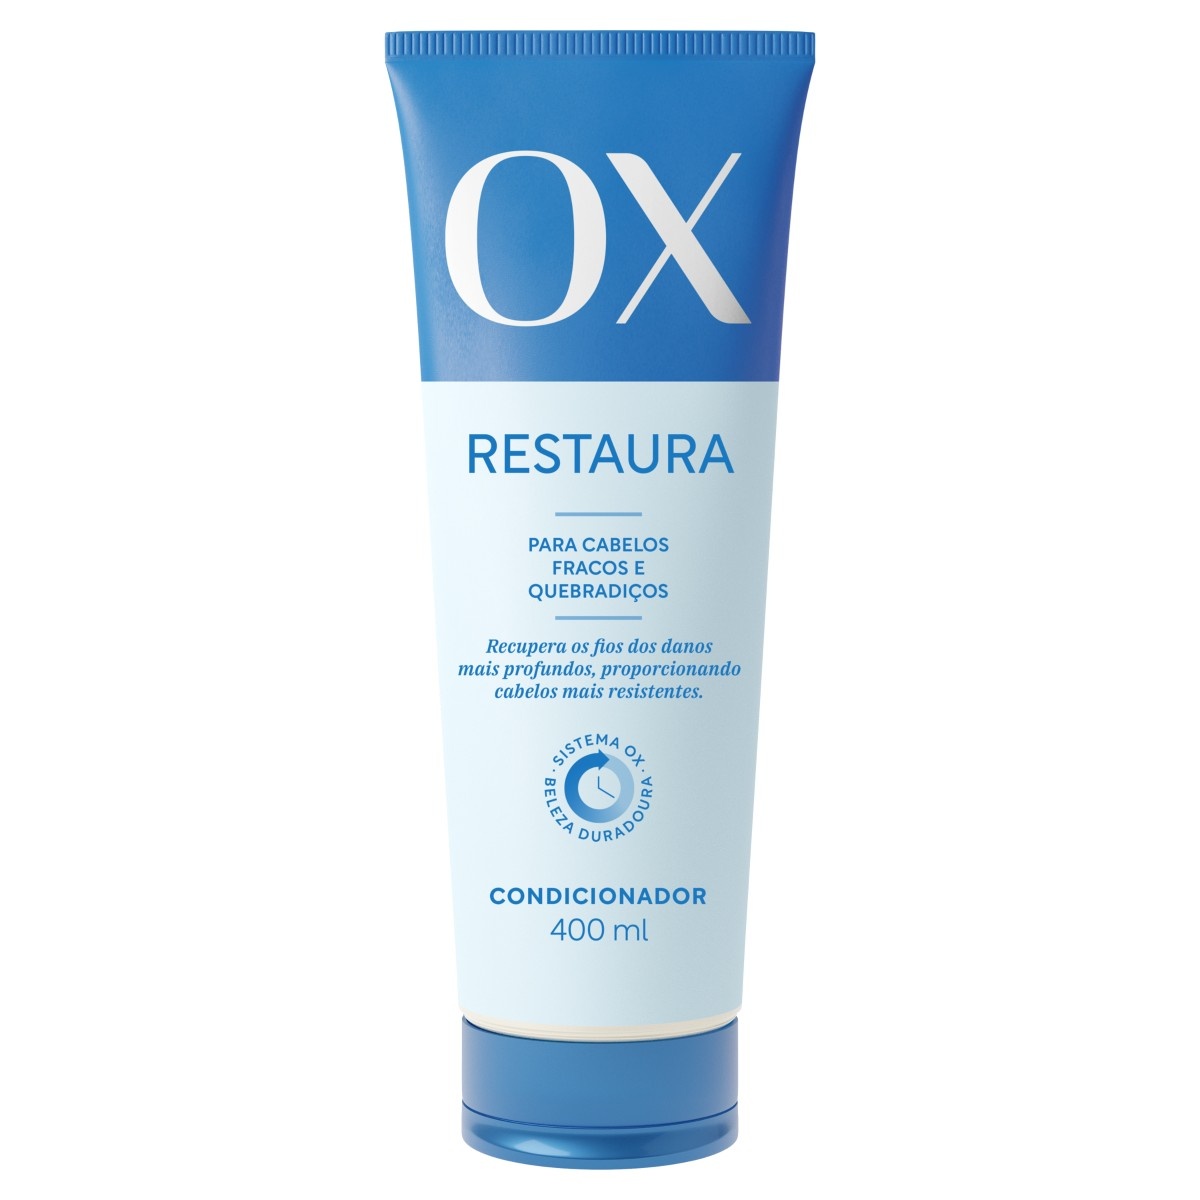 OX
RESTAURA
PARA CABELOS
FRACOS E
QUEBRADIÇOS
Recupera os fios dos danos
mais profundos, proporcionando
cabelos mais resistentes.
· SISTEMA OX ·
BELEZA DURADOURA
CONDICIONADOR
400 ml